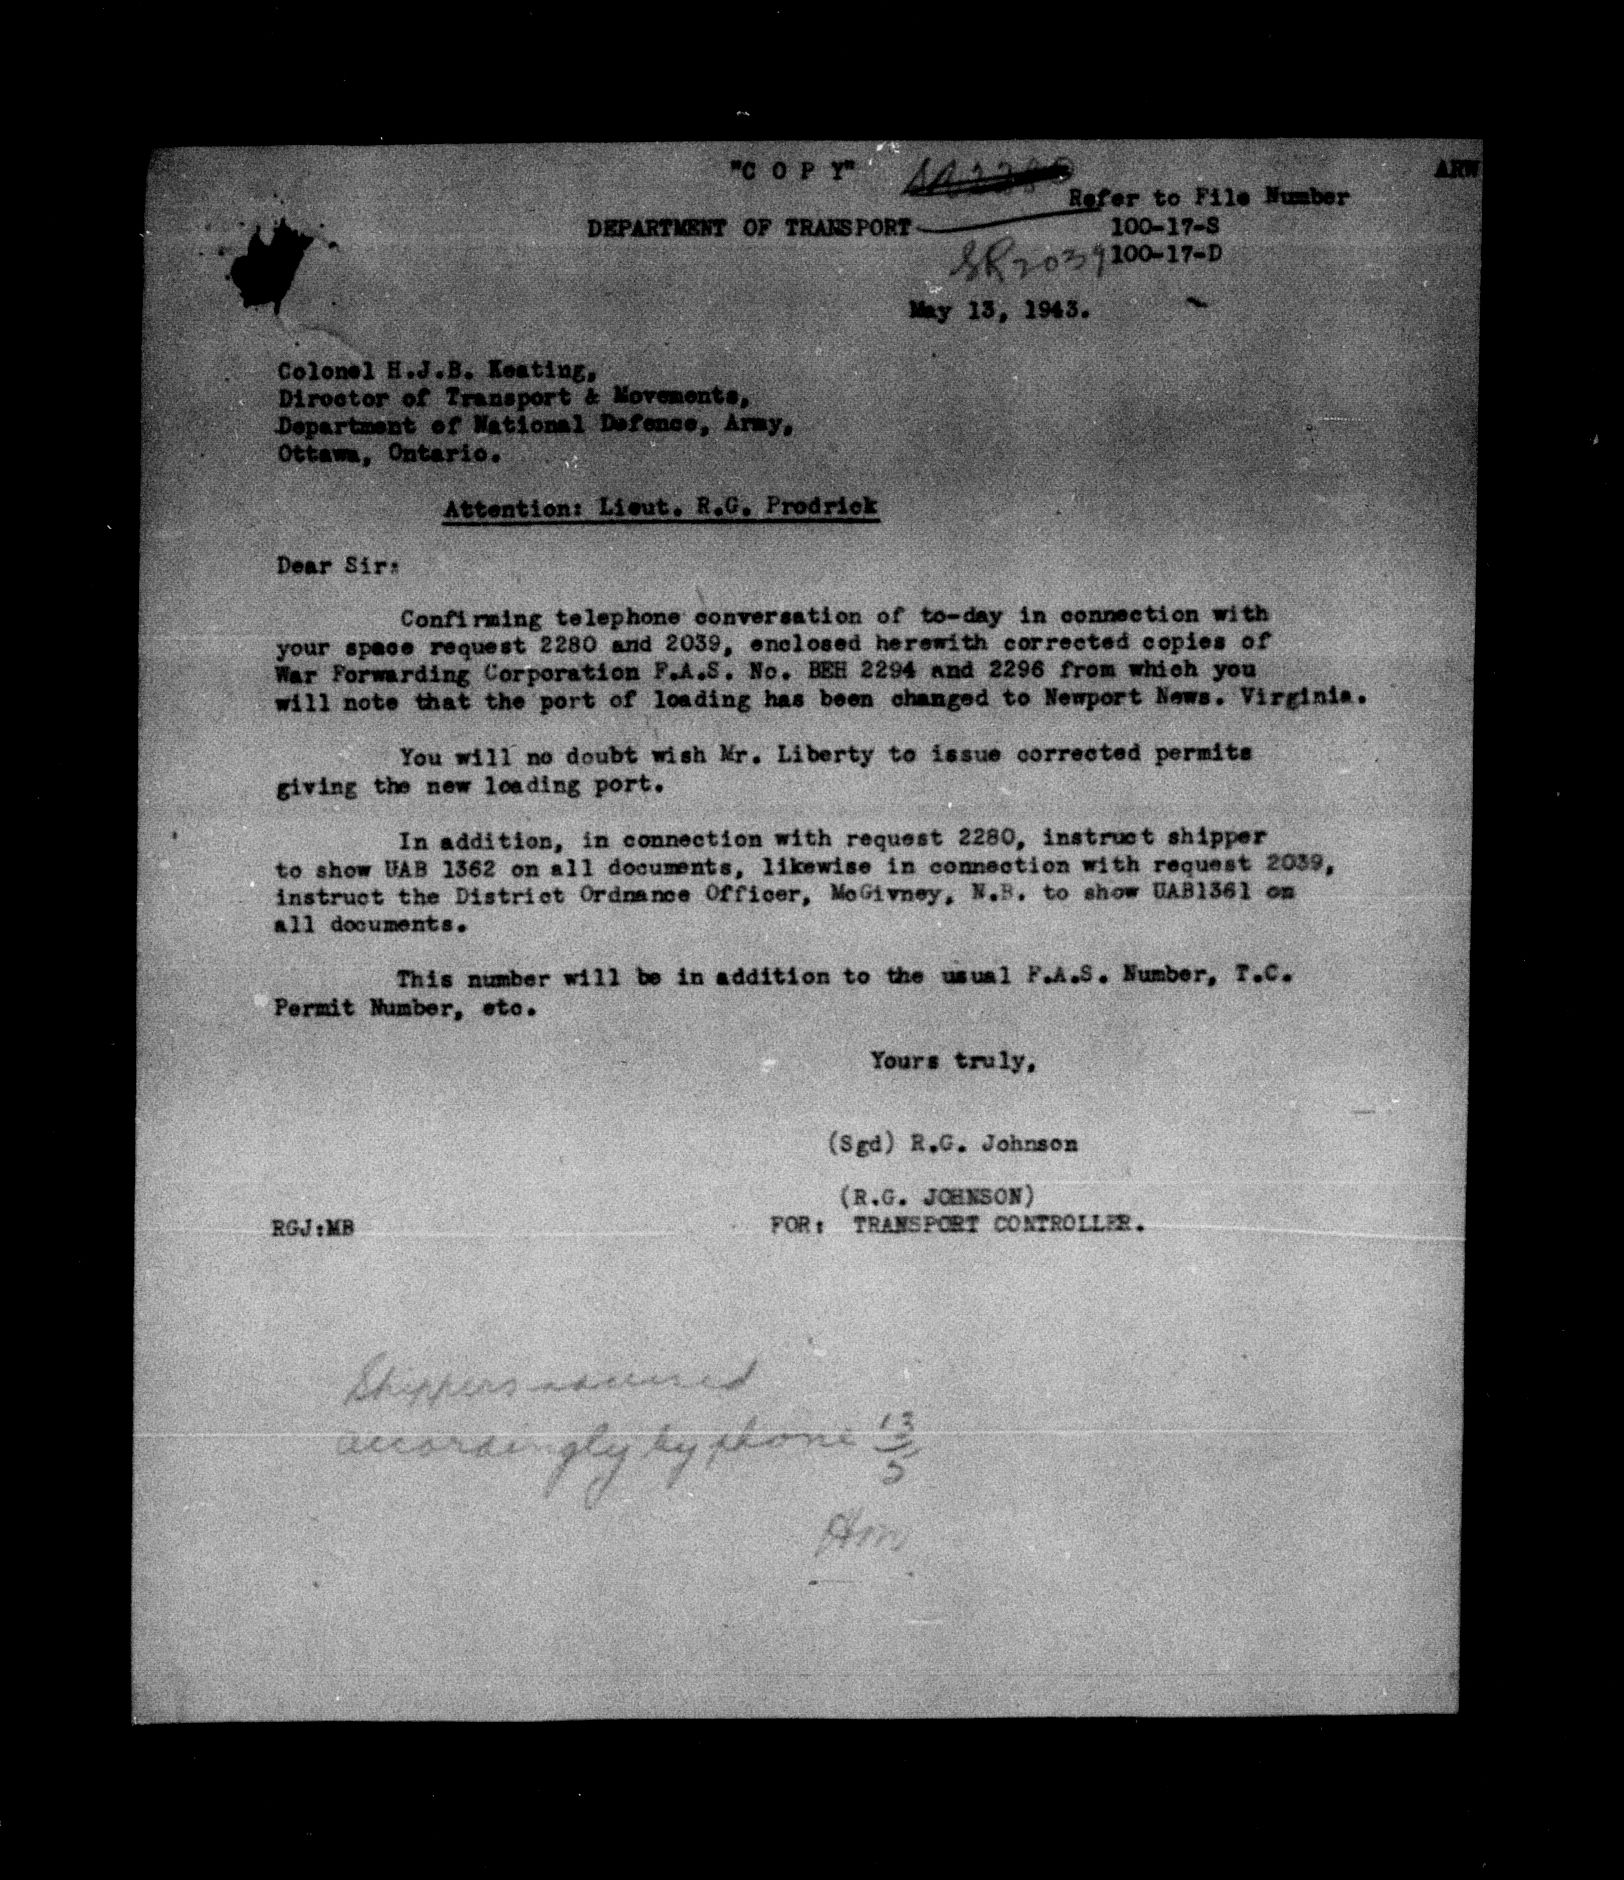 "C O P Y"
ARW
SR 2280
Refer to File Number
DEPARTMENT OF TRANSPORT
100-17-S
SR 2039 100-17-D
May 13, 1943.
Colonel H.J.B. Keating,
Director of Transport & Movements,
Department of National Defence, Army,
Ottawa, Ontario.
Attention: Lieut. R.G. Prodrick
Dear Sir:
Confirming telephone conversation of to-day in connection with
your space request 2280 and 2039, enclosed herewith corrected copies of
War Forwarding Corporation F.A.S. No. BEH 2294 and 2296 from which you
will note that the port of loading has been changed to Newport News. Virginia.
You will no doubt wish Mr. Liberty to issue corrected permits
giving the new loading port.
In addition, in connection with request 2280, instruct shipper
to show UAB 1362 on all documents, likewise in connection with request 2039,
instruct the District Ordnance Officer, McGivney, N.B. to show UAB1361 on
all documents.
This number will be in addition to the usual F.A.S. Number, T.C.
Permit Number, etc.
Yours truly,
(Sgd) R.G. Johnson
(R.G. JOHNSON)
RGJ:MB
FOR: TRANSPORT CONTROLLER.
Shippers
accordingly by phone 13/5